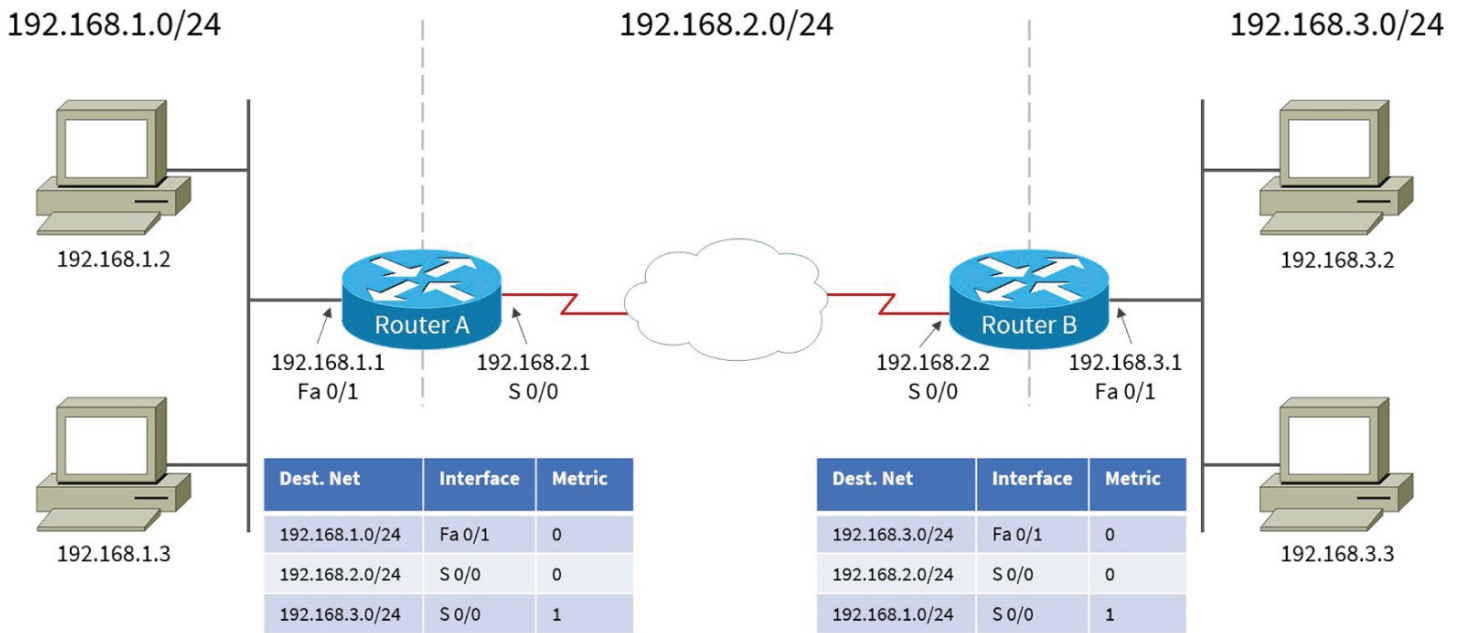 192.168.1.0/24
192.168.2.0/24
192.168.3.0/24
192.168.1.2
192.168.3.2
Router A
Router B
192.168.1.1
Fa 0/1
192.168.2.1
S 0/0
192.168.2.2
S 0/0
192.168.3.1
Fa 0/1
192.168.1.3
192.168.3.3
Dest. Net Interface Metric
192.168.1.0/24 Fa 0/1 0
192.168.2.0/24 S 0/0 0
192.168.3.0/24 S 0/0 1
Dest. Net Interface Metric
192.168.3.0/24 Fa 0/1 0
192.168.2.0/24 S 0/0 0
192.168.1.0/24 S 0/0 1